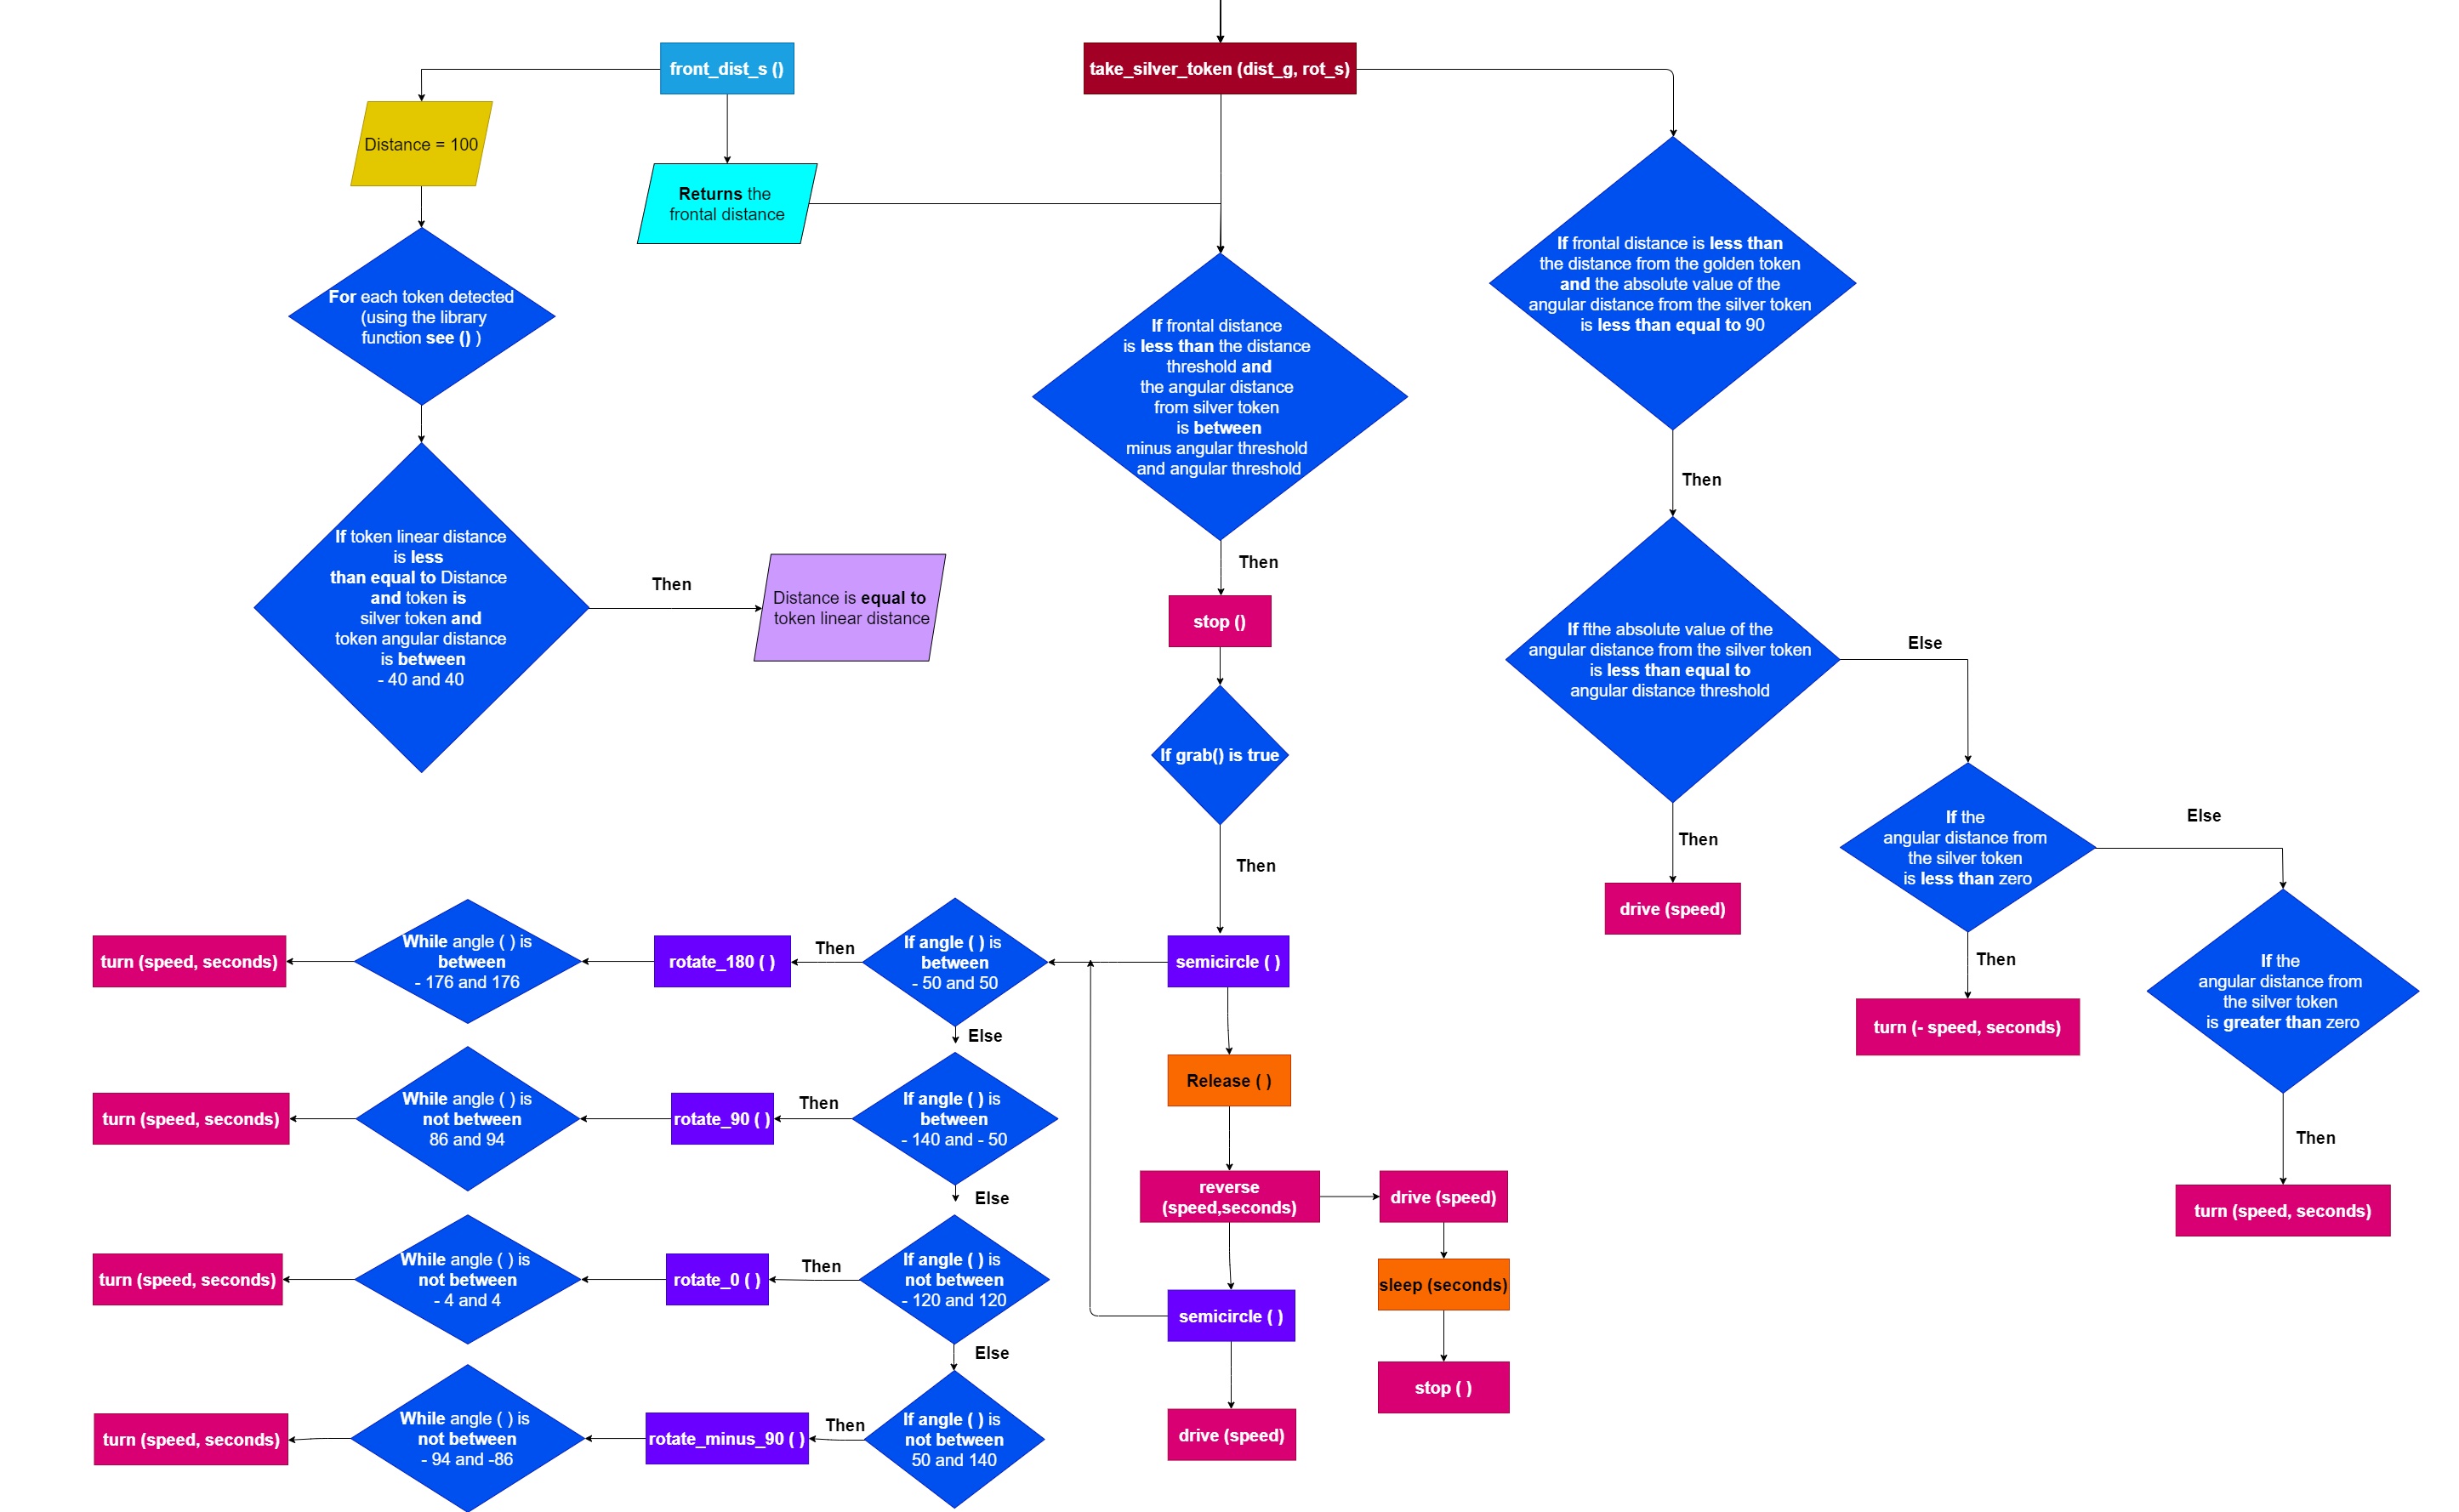 front_dist_s ()
take_silver_token (dist_g, rot_s)
Distance = 100
Returns the
frontal distance
For each token detected
(using the library
function see () )
If frontal distance is less than
the distance from the golden token
and the absolute value of the
angular distance from the silver token
is less than equal to 90
If frontal distance
is less than the distance
threshold and
the angular distance
from silver token
is between
minus angular threshold
and angular threshold
Then
If token linear distance
is less
than equal to Distance
and token is
silver token and
token angular distance
is between
- 40 and 40
Then
Distance is equal to
token linear distance
Then
stop ()
If fthe absolute value of the
angular distance from the silver token
is less than equal to
angular distance threshold
Else
If grab() is true
Then
Then
drive (speed)
If the
angular distance from
the silver token
is less than zero
Else
Then
turn (- speed, seconds)
If the
angular distance from
the silver token
is greater than zero
Then
turn (speed, seconds)
turn (speed, seconds)
While angle ( ) is
between
- 176 and 176
rotate_180 ( )
Then
If angle ( ) is
between
- 50 and 50
semicircle ( )
Else
Release ( )
turn (speed, seconds)
While angle ( ) is
not between
86 and 94
rotate_90 ( )
Then
If angle ( ) is
between
- 140 and - 50
Else
reverse
(speed,seconds)
drive (speed)
turn (speed, seconds)
While angle ( ) is
not between
- 4 and 4
rotate_0 ( )
Then
If angle ( ) is
not between
- 120 and 120
sleep (seconds)
semicircle ( )
Else
stop ( )
turn (speed, seconds)
While angle ( ) is
not between
- 94 and -86
rotate_minus_90 ( )
Then
If angle ( ) is
not between
50 and 140
drive (speed)